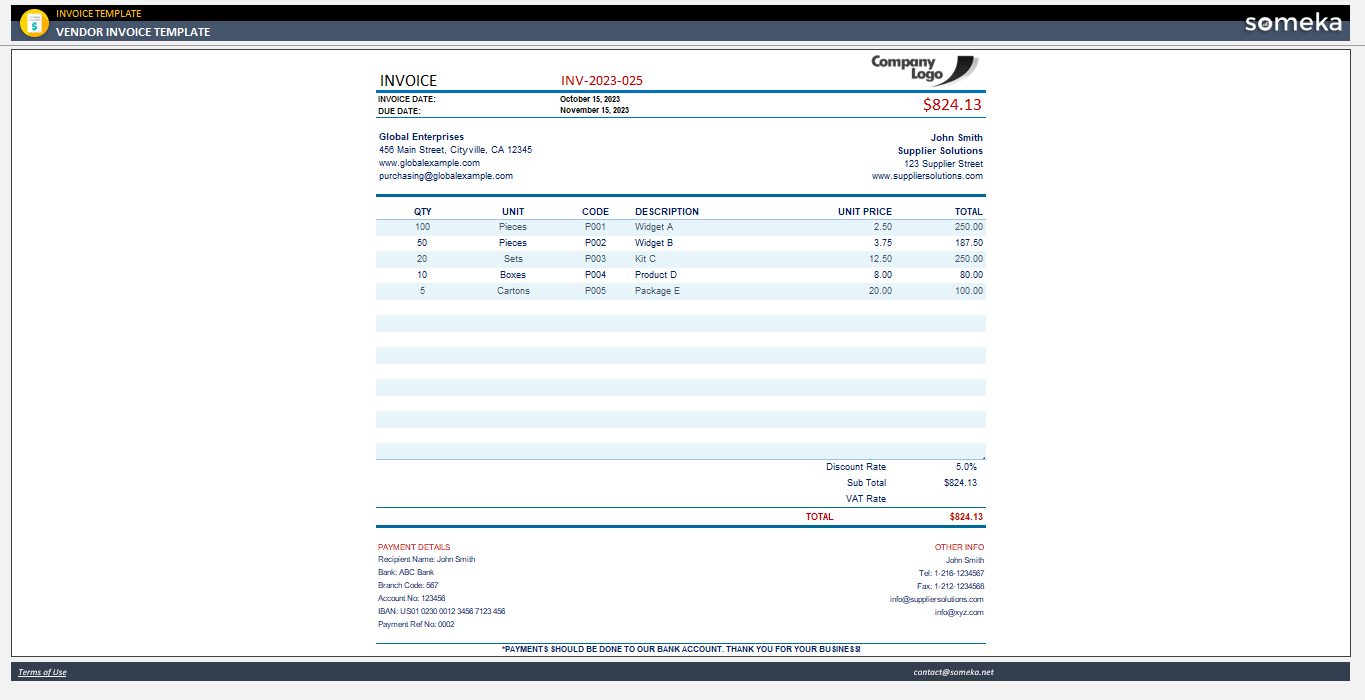 INVOICE TEMPLATE
VENDOR INVOICE TEMPLATE
someka
Company
Logo
INVOICE INV-2023-025
INVOICE DATE: October 15, 2023
DUE DATE: November 15, 2023
$824.13
Global Enterprises
456 Main Street, Cityville, CA 12345
www.globalexample.com
purchasing@globalexample.com
John Smith
Supplier Solutions
123 Supplier Street
www.suppliersolutions.com
QTY UNIT CODE DESCRIPTION UNIT PRICE TOTAL
100 Pieces P001 Widget A 2.50 250.00
50 Pieces P002 Widget B 3.75 187.50
20 Sets P003 Kit C 12.50 250.00
10 Boxes P004 Product D 8.00 80.00
5 Cartons P005 Package E 20.00 100.00
Discount Rate 5.0%
Sub Total $824.13
VAT Rate
TOTAL $824.13
PAYMENT DETAILS
Recipient Name: John Smith
Bank: ABC Bank
Branch Code: 567
Account No: 123456
IBAN: US01 0230 0012 3456 7123 456
Payment Ref No: 0002
OTHER INFO
John Smith
Tel: 1-216-1234567
Fax: 1-212-1234568
info@suppliersolutions.com
info@xyz.com
*PAYMENTS SHOULD BE DONE TO OUR BANK ACCOUNT. THANK YOU FOR YOUR BUSINESS!
Terms of Use
contact@someka.net